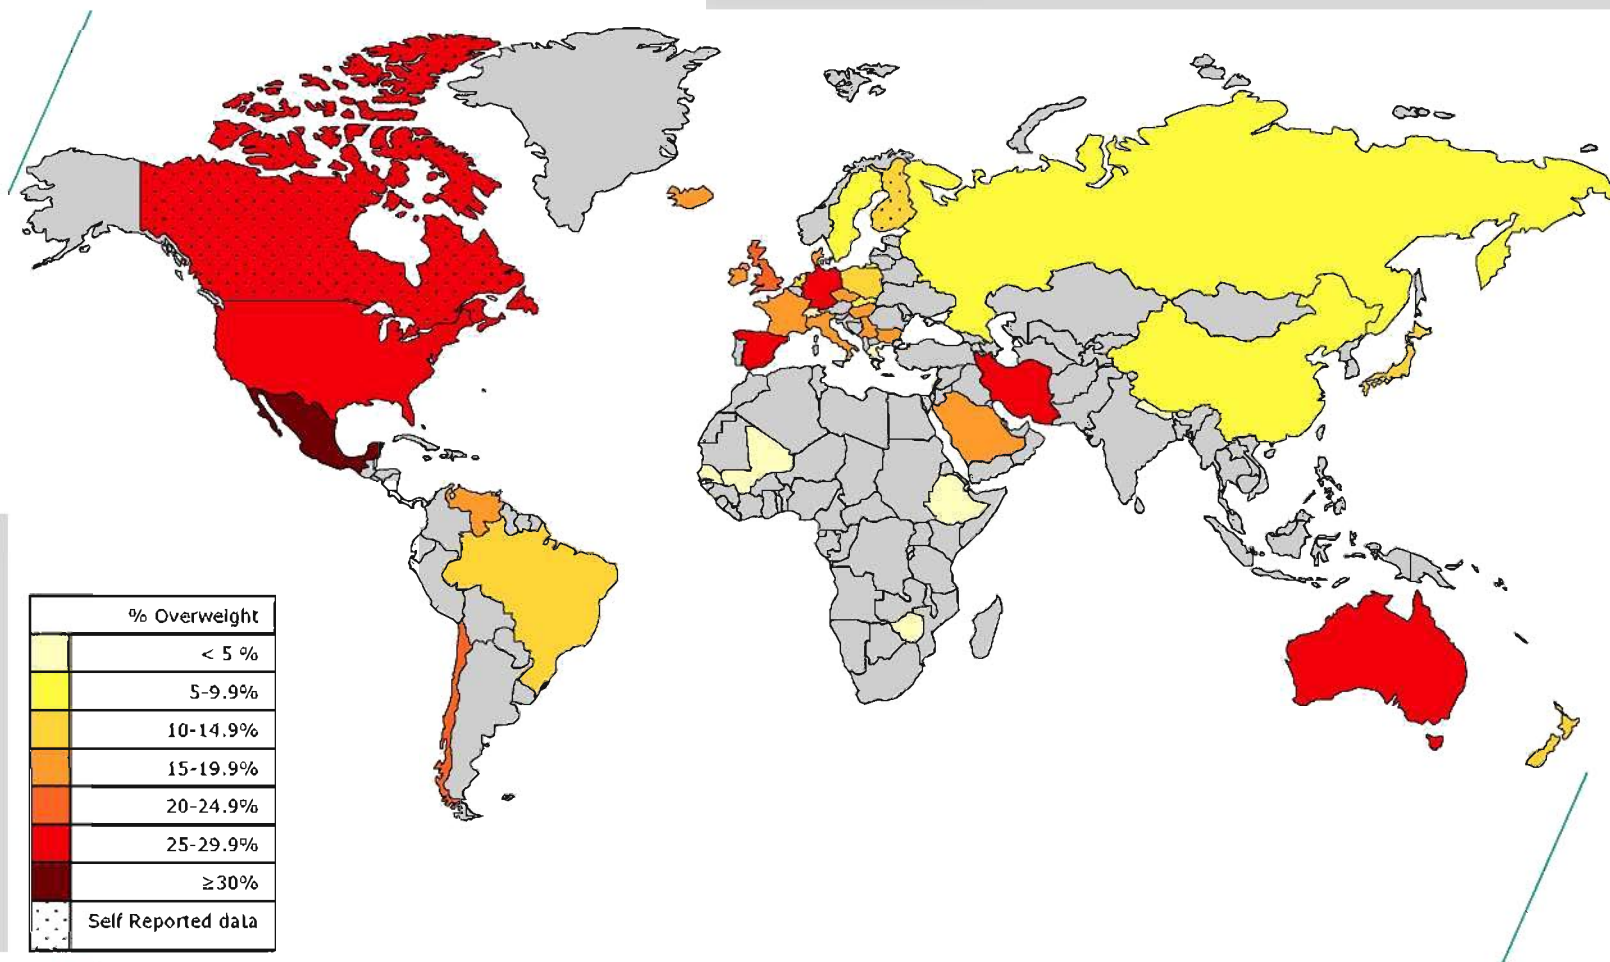 % Overweight
< 5 %
5-9.9%
10-14.9%
15-19.9%
20-24.9%
25-29.9%
≥30%
Self Reported data